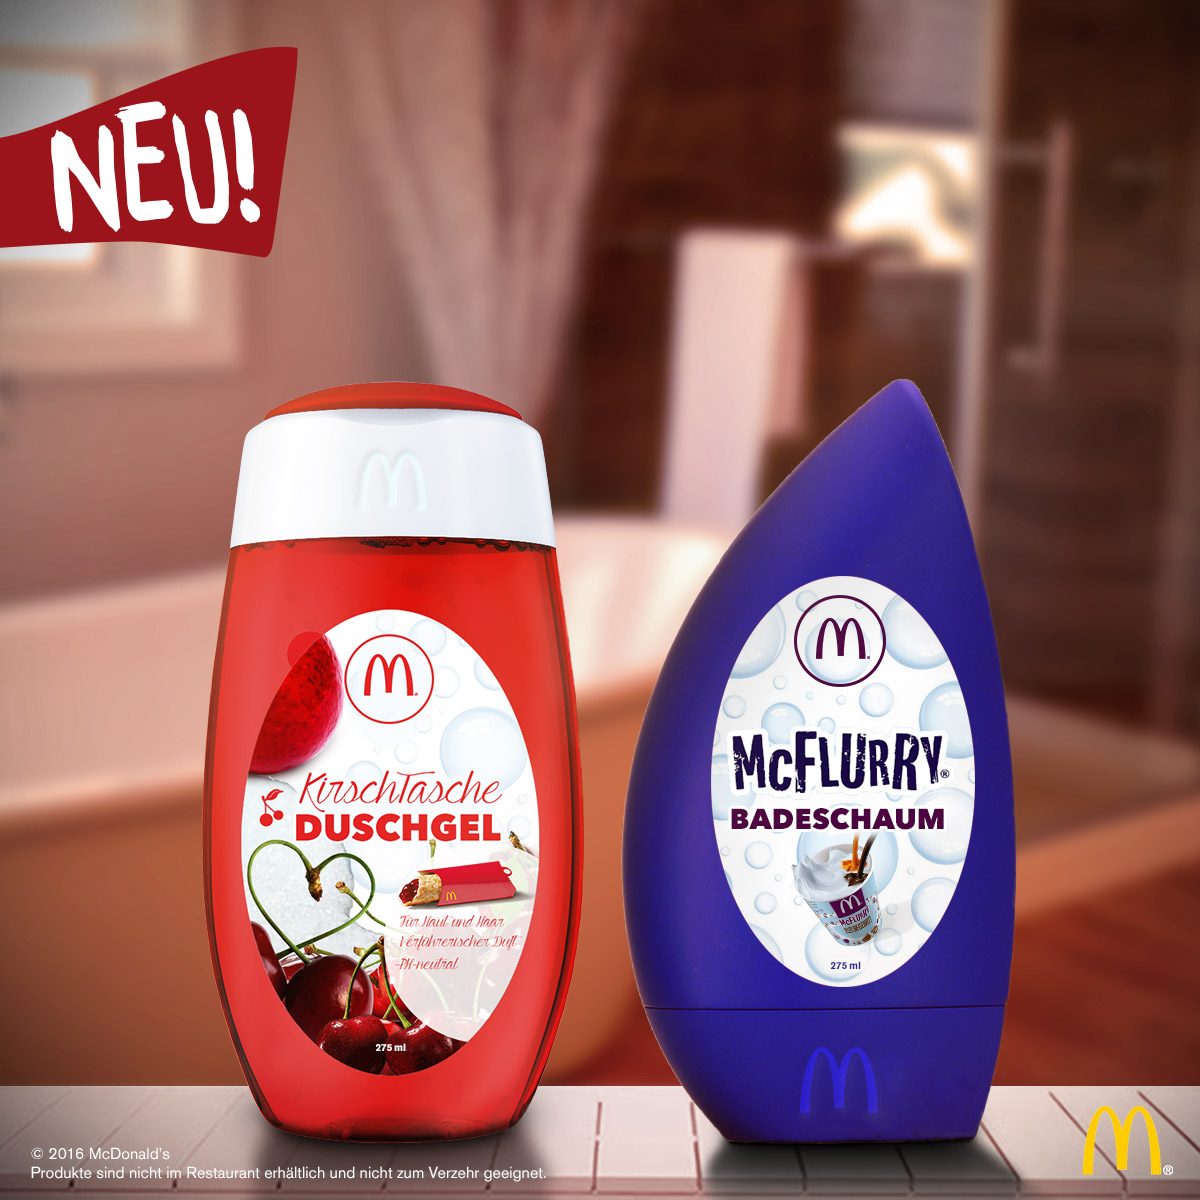 NEU!
M
M
KirschTasche
DUSCHGEL
M
Für Haut und Haar
Verführerischer Duft
-PH-neutral
275 ml
M
McFLURRY®
BADESCHAUM
M
McFLURRY
275 ml
M
© 2016 McDonald's
Produkte sind nicht im Restaurant erhältlich und nicht zum Verzehr geeignet.
M®